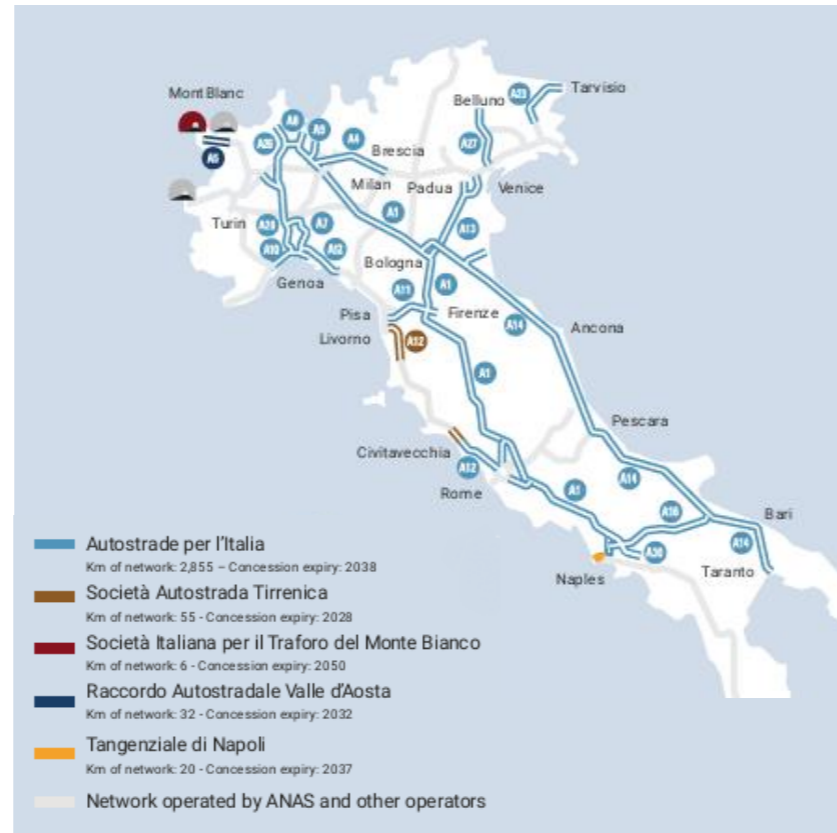 Mont Blanc
Tarvisio
A23
Belluno
A8
A9
A26
A4
A27
A5
Brescia
Milan
Padua
Venice
A1
Turin
A7
A13
A10
A12
Bologna
Genoa
A11
A1
Pisa
Firenze
A14
Livorno
A12
Ancona
A1
Pescara
Civitavecchia
A12
A14
Rome
A1
A16
Bari
A14
A30
Naples
Taranto
Autostrade per l'Italia
Km of network: 2,855 – Concession expiry: 2038
Società Autostrada Tirrenica
Km of network: 55 - Concession expiry: 2028
Società Italiana per il Traforo del Monte Bianco
Km of network: 6 - Concession expiry: 2050
Raccordo Autostradale Valle d'Aosta
Km of network: 32 - Concession expiry: 2032
Tangenziale di Napoli
Km of network: 20 - Concession expiry: 2037
Network operated by ANAS and other operators